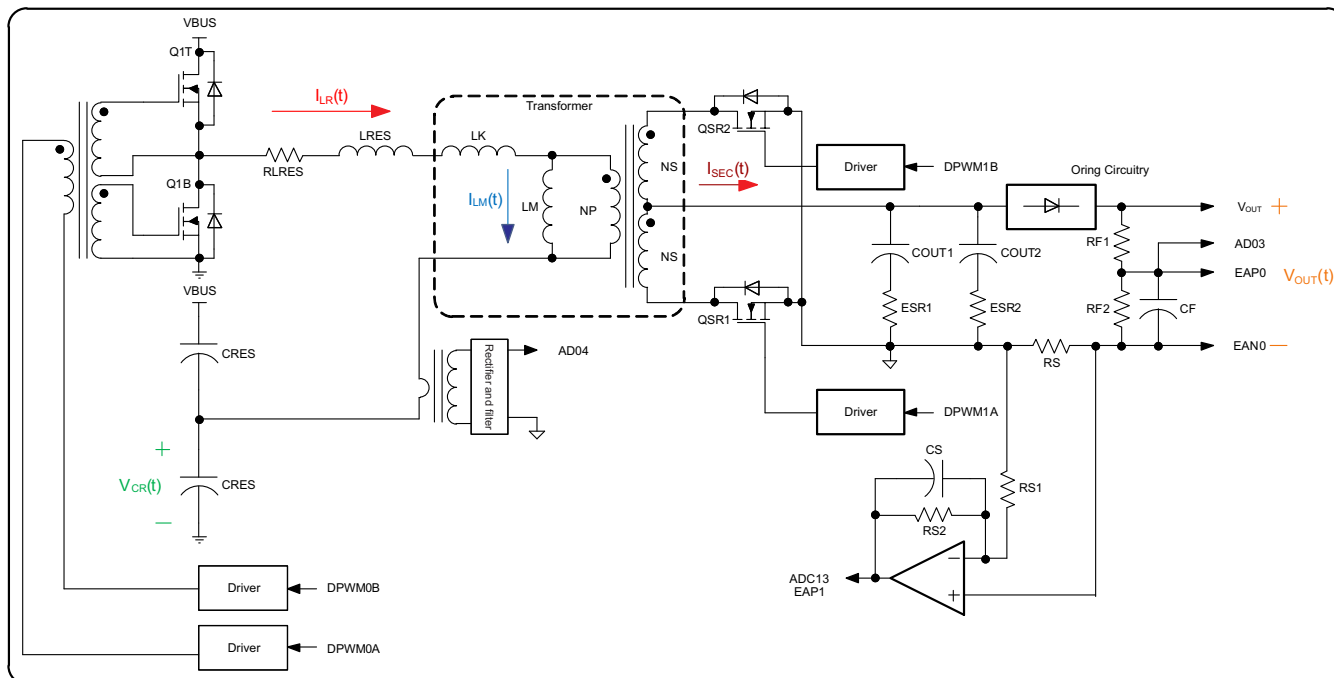 VBUS
Q1T
ILR(t)
Transformer
QSR2
LRES
LK
RLRES
NS
ISEC(t)
Driver
DPWM1B
Oring Circuitry
Q1B
ILM(t)
LM
NP
VOUT +
NS
COUT1
COUT2
RF1
AD03
EAP0
VOUT(t)
VBUS
QSR1
ESR1
ESR2
RF2
CF
CRES
Rectifier and filter
AD04
RS
EAN0 —
Driver
DPWM1A
+
VCR(t)
—
CRES
CS
RS1
RS2
ADC13
EAP1
−
+
Driver
DPWM0B
Driver
DPWM0A